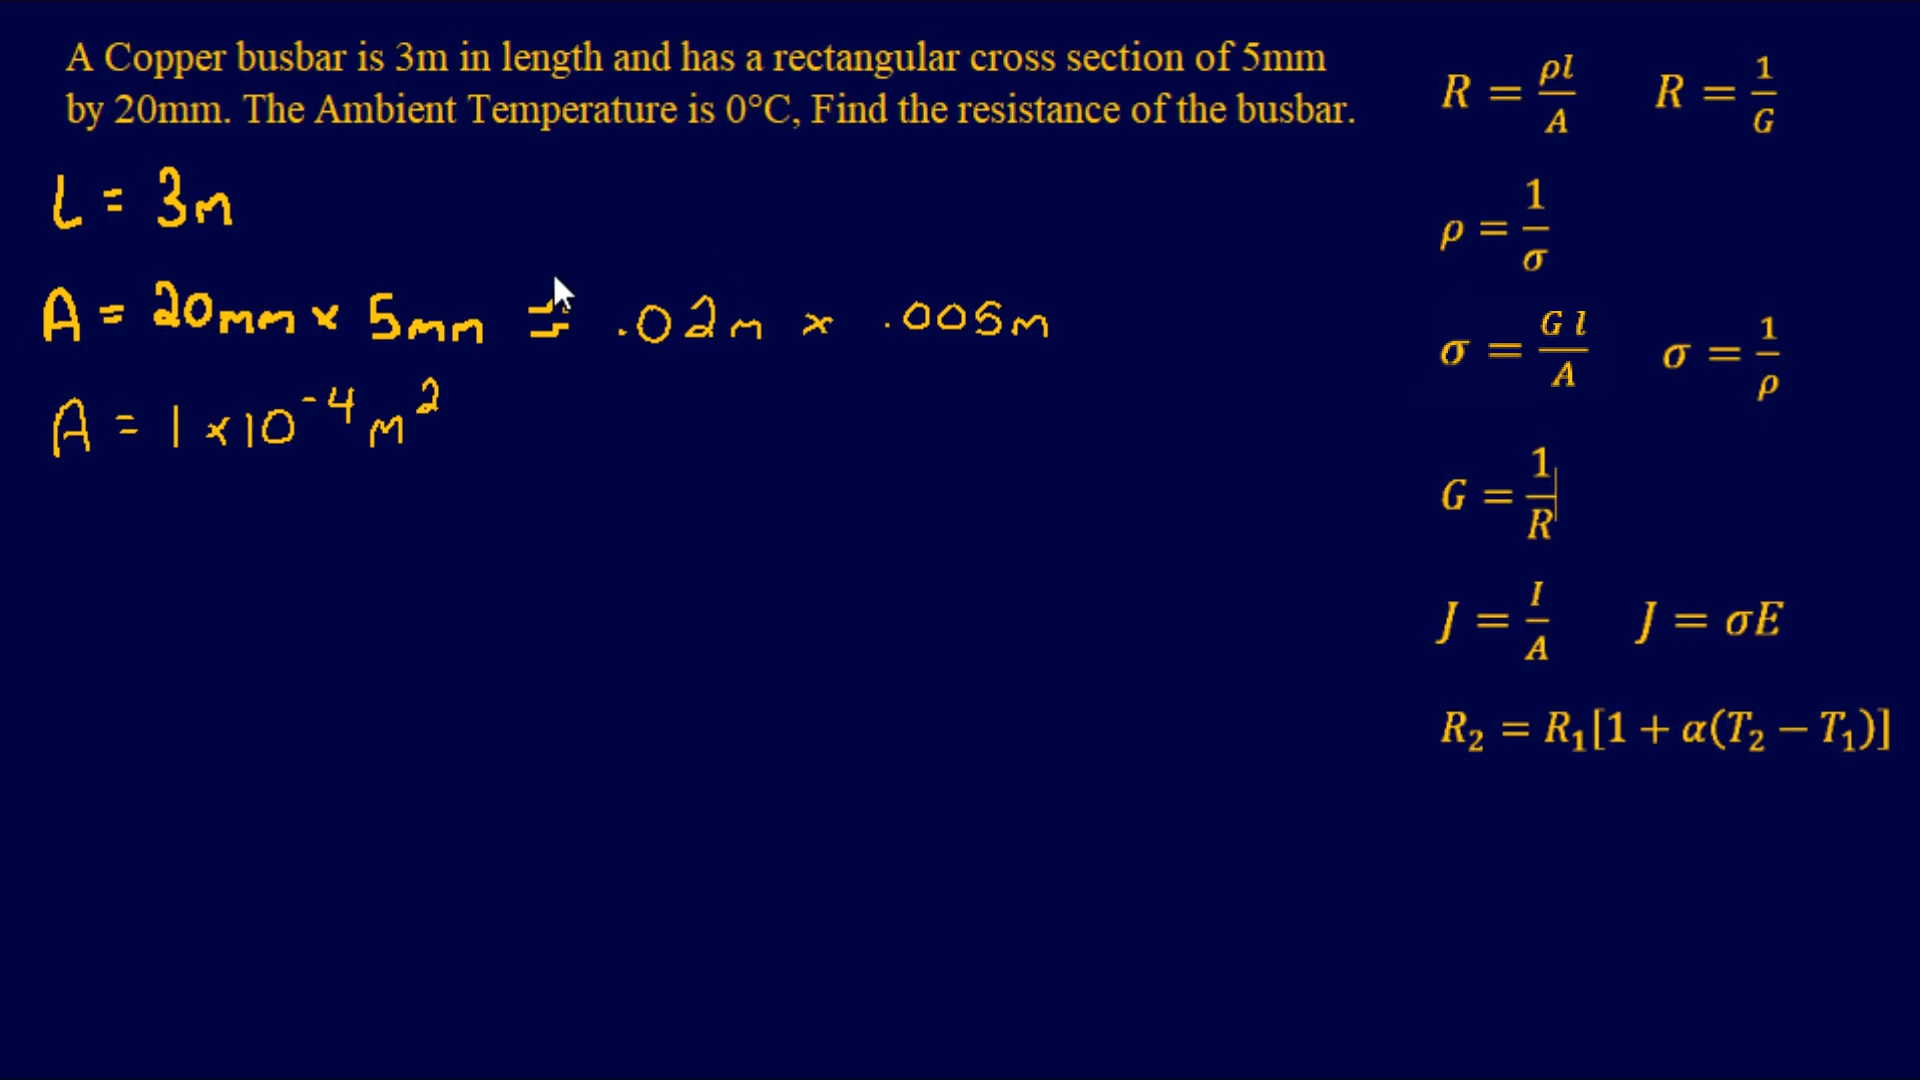 A Copper busbar is 3m in length and has a rectangular cross section of 5mm
by 20mm. The Ambient Temperature is 0°C, Find the resistance of the busbar.
L = 3m
A = 20mm × 5mm = .02m × .005m
A = 1 × 10⁻⁴ m²
R = ρl/A R = 1/G
ρ = 1/σ
σ = G l/A σ = 1/ρ
G = 1/R
J = I/A J = σE
R₂ = R₁[1 + α(T₂ − T₁)]